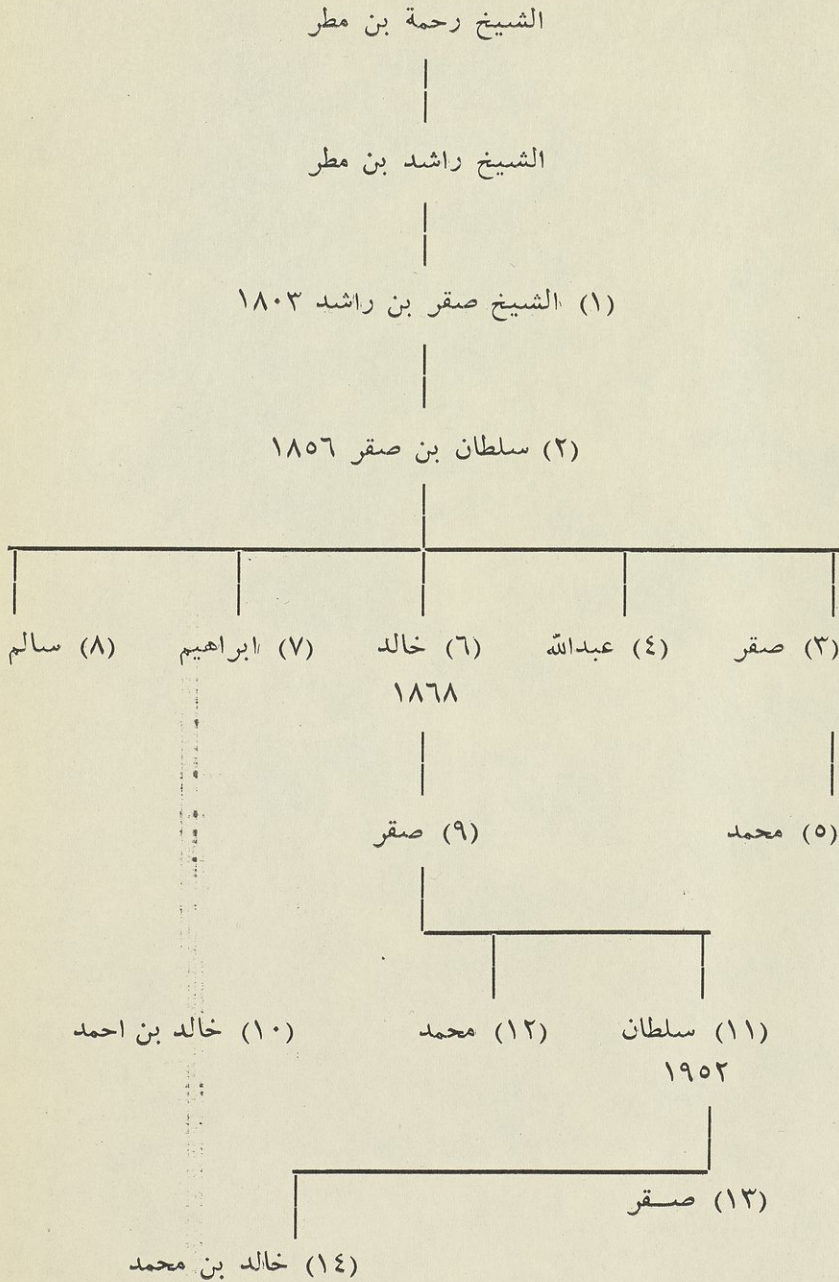 الشيخ رحمة بن مطر
الشيخ راشد بن مطر
(١) الشيخ صقر بن راشد ١٨٠٣
(٢) سلطان بن صقر ١٨٥٦
(٣) صقر (٤) عبدالله (٦) خالد (٧) ابراهيم (٨) سالم
١٨٦٨
(٥) محمد (٩) صقر
(١١) سلطان (١٢) محمد (١٠) خالد بن احمد
١٩٥٢
(١٣) صـقر
(١٤) خالد بن محمد